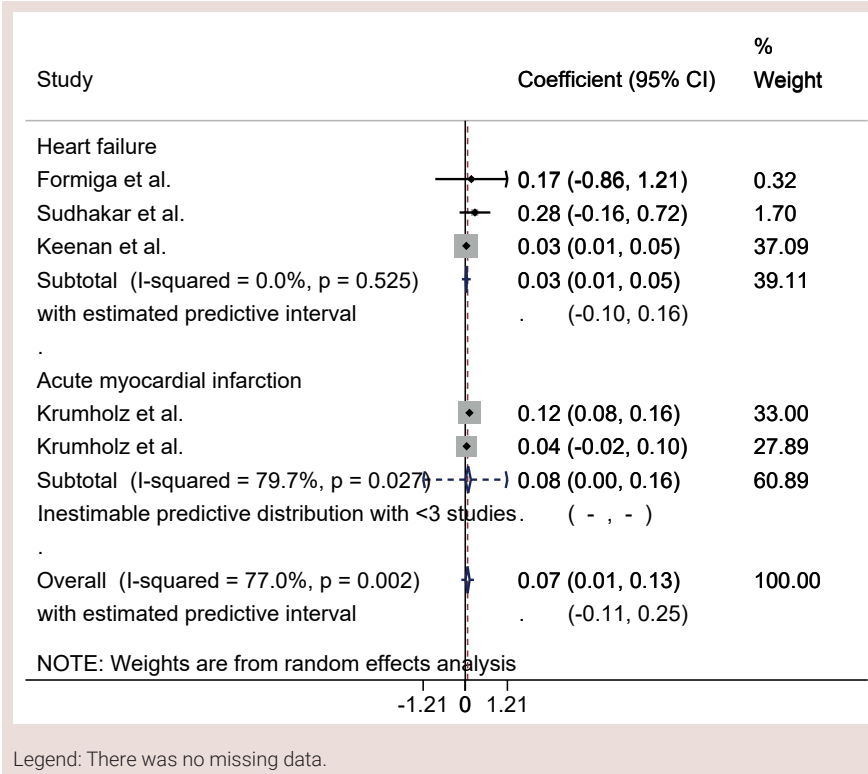 %
Study Coefficient (95% CI) Weight
Heart failure
Formiga et al. 0.17 (-0.86, 1.21) 0.32
Sudhakar et al. 0.28 (-0.16, 0.72) 1.70
Keenan et al. 0.03 (0.01, 0.05) 37.09
Subtotal (I-squared = 0.0%, p = 0.525) 0.03 (0.01, 0.05) 39.11
with estimated predictive interval . (-0.10, 0.16)
.
Acute myocardial infarction
Krumholz et al. 0.12 (0.08, 0.16) 33.00
Krumholz et al. 0.04 (-0.02, 0.10) 27.89
Subtotal (I-squared = 79.7%, p = 0.027) 0.08 (0.00, 0.16) 60.89
Inestimable predictive distribution with <3 studies. ( - , - )
.
Overall (I-squared = 77.0%, p = 0.002) 0.07 (0.01, 0.13) 100.00
with estimated predictive interval . (-0.11, 0.25)
NOTE: Weights are from random effects analysis
-1.21 0 1.21
Legend: There was no missing data.